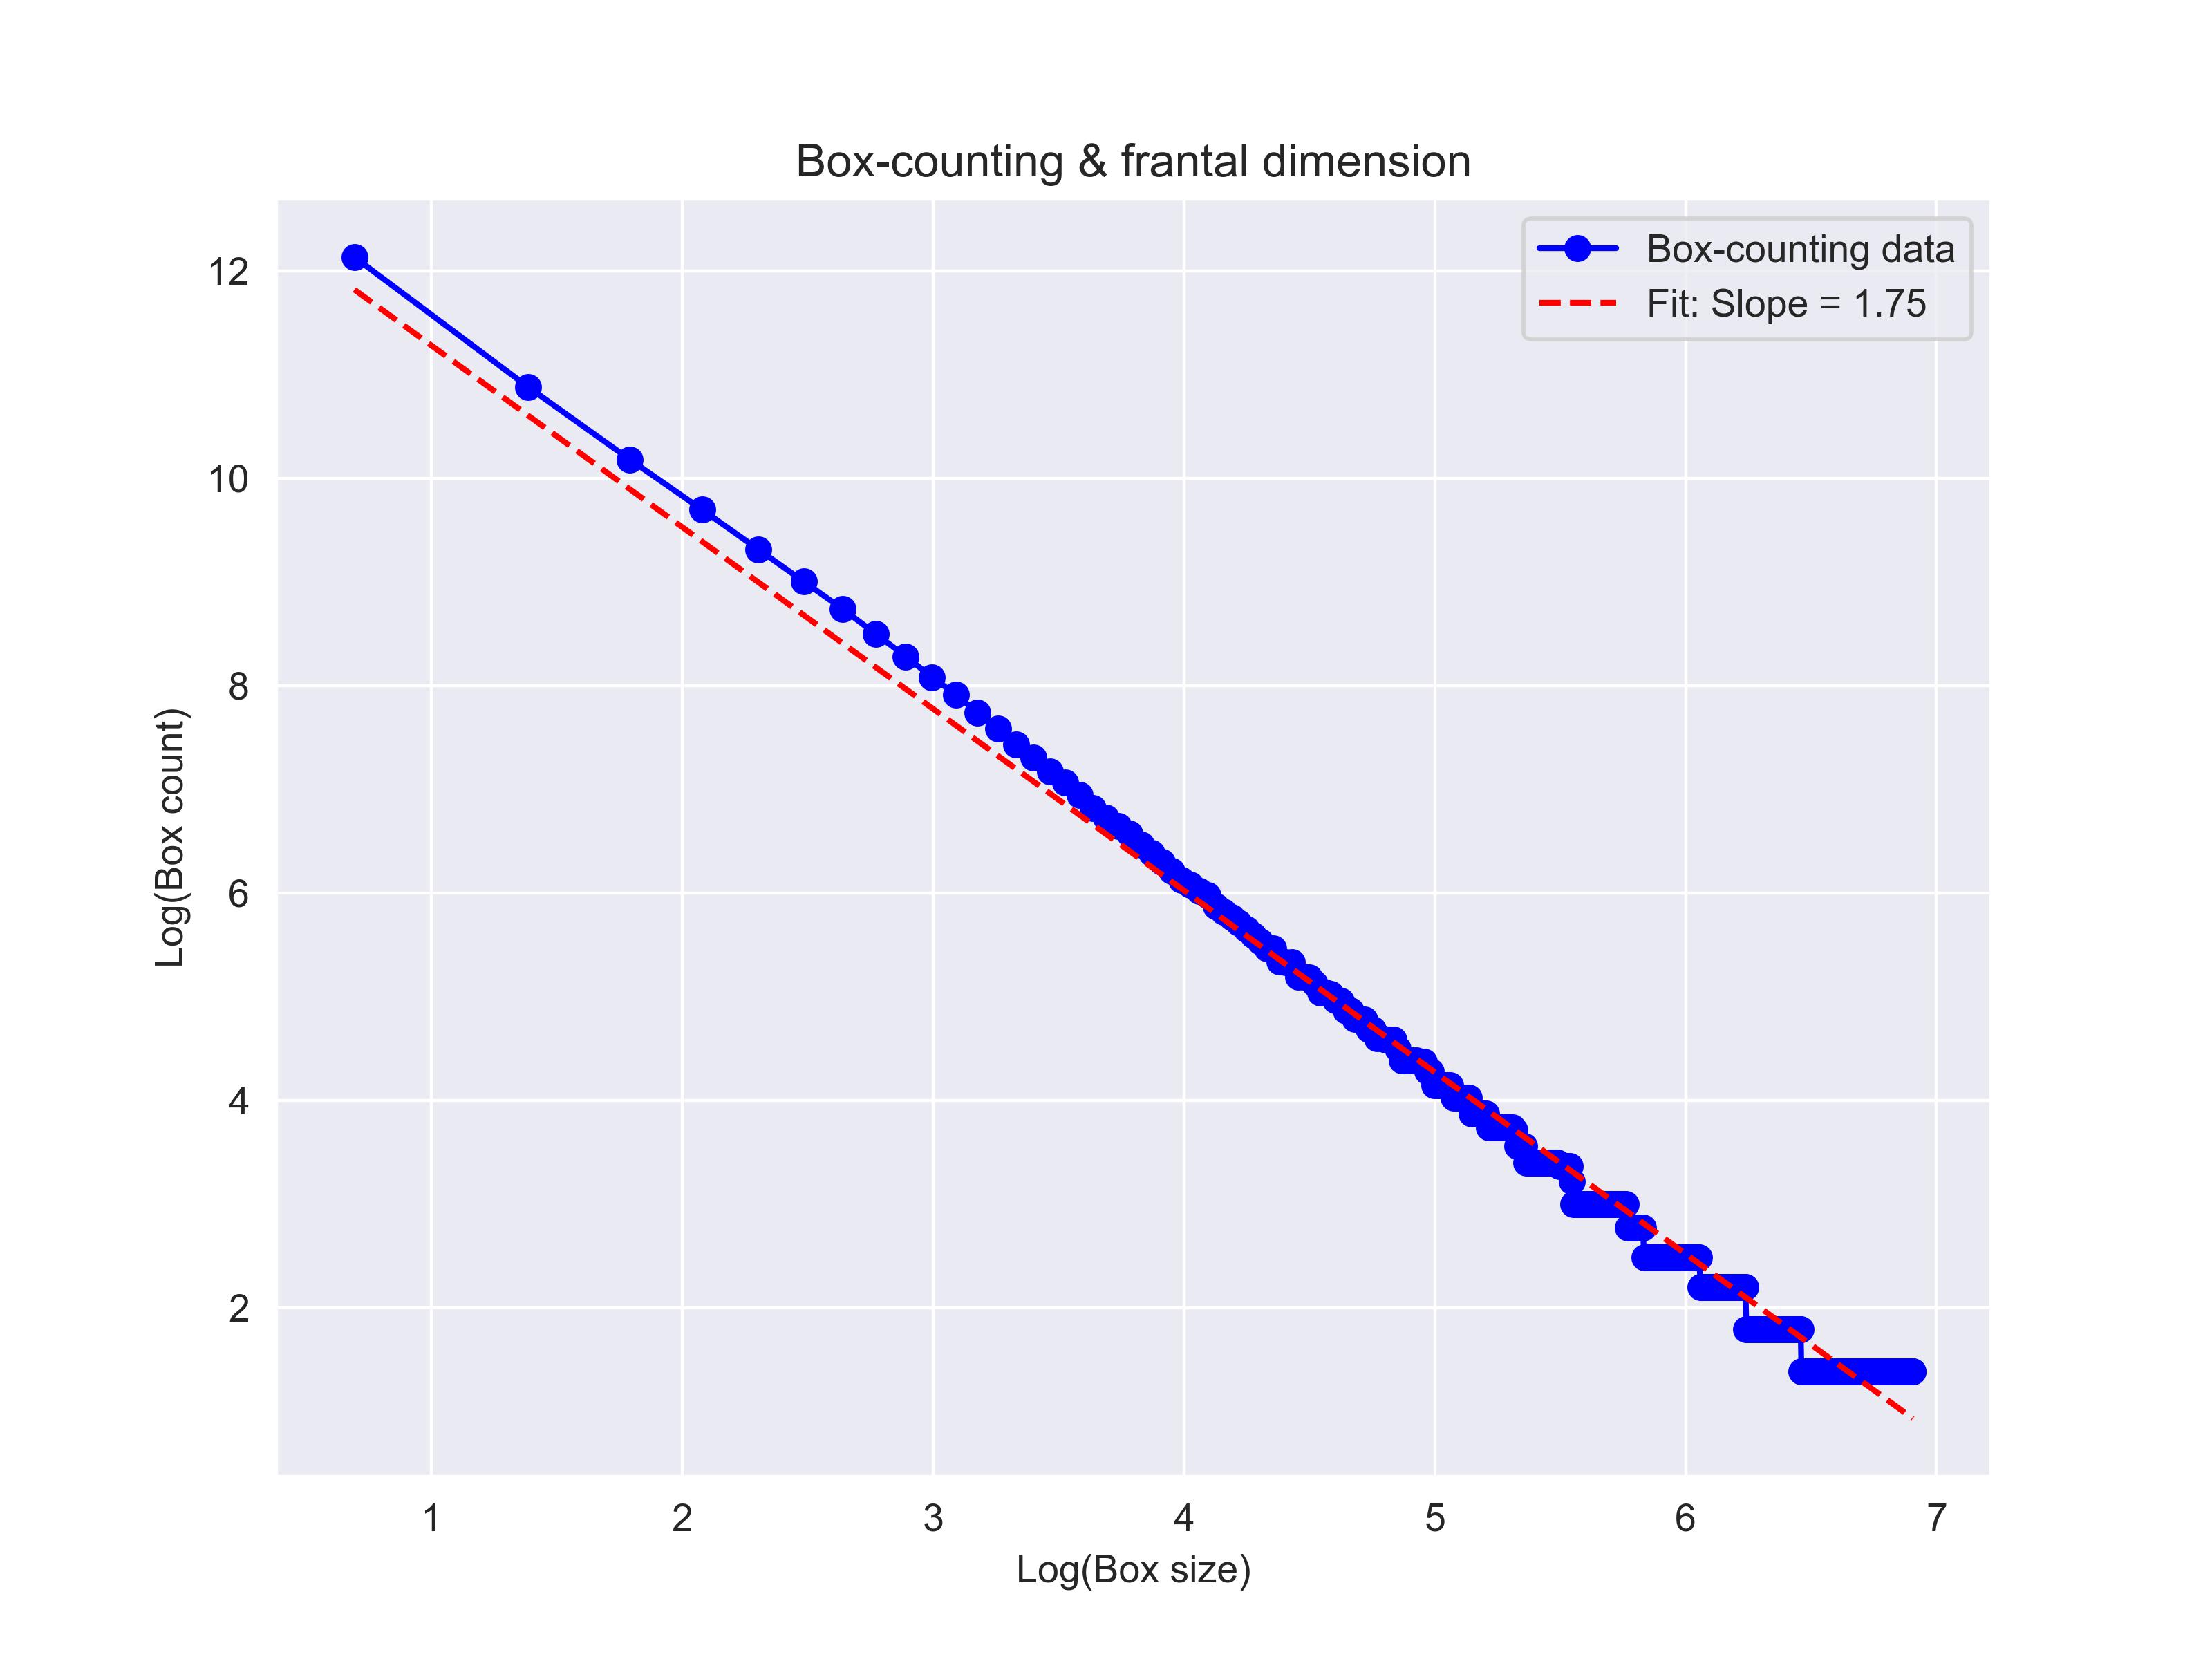 Box-counting & frantal dimension
Box-counting data
Fit: Slope = 1.75
12
10
8
6
4
2
Log(Box count)
1 2 3 4 5 6 7
Log(Box size)